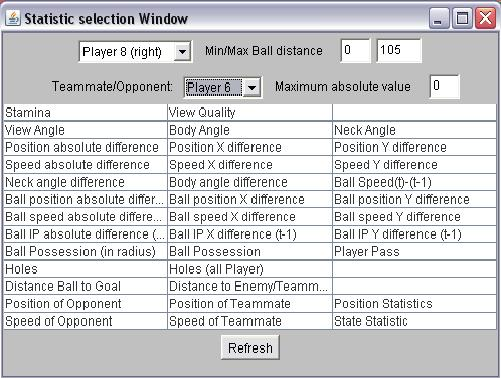 Statistic selection Window
Player 8 (right) Min/Max Ball distance 0 105
Teammate/Opponent: Player 6 Maximum absolute value 0
Stamina View Quality
View Angle Body Angle Neck Angle
Position absolute difference Position X difference Position Y difference
Speed absolute difference Speed X difference Speed Y difference
Neck angle difference Body angle difference Ball Speed(t)-(t-1)
Ball position absolute differ... Ball position X difference Ball position Y difference
Ball speed absolute differe... Ball speed X difference Ball speed Y difference
Ball IP absolute difference (... Ball IP X difference (t-1) Ball IP Y difference (t-1)
Ball Possession (in radius) Ball Possession Player Pass
Holes Holes (all Player)
Distance Ball to Goal Distance to Enemy/Teamm...
Position of Opponent Position of Teammate Position Statistics
Speed of Opponent Speed of Teammate State Statistic
Refresh